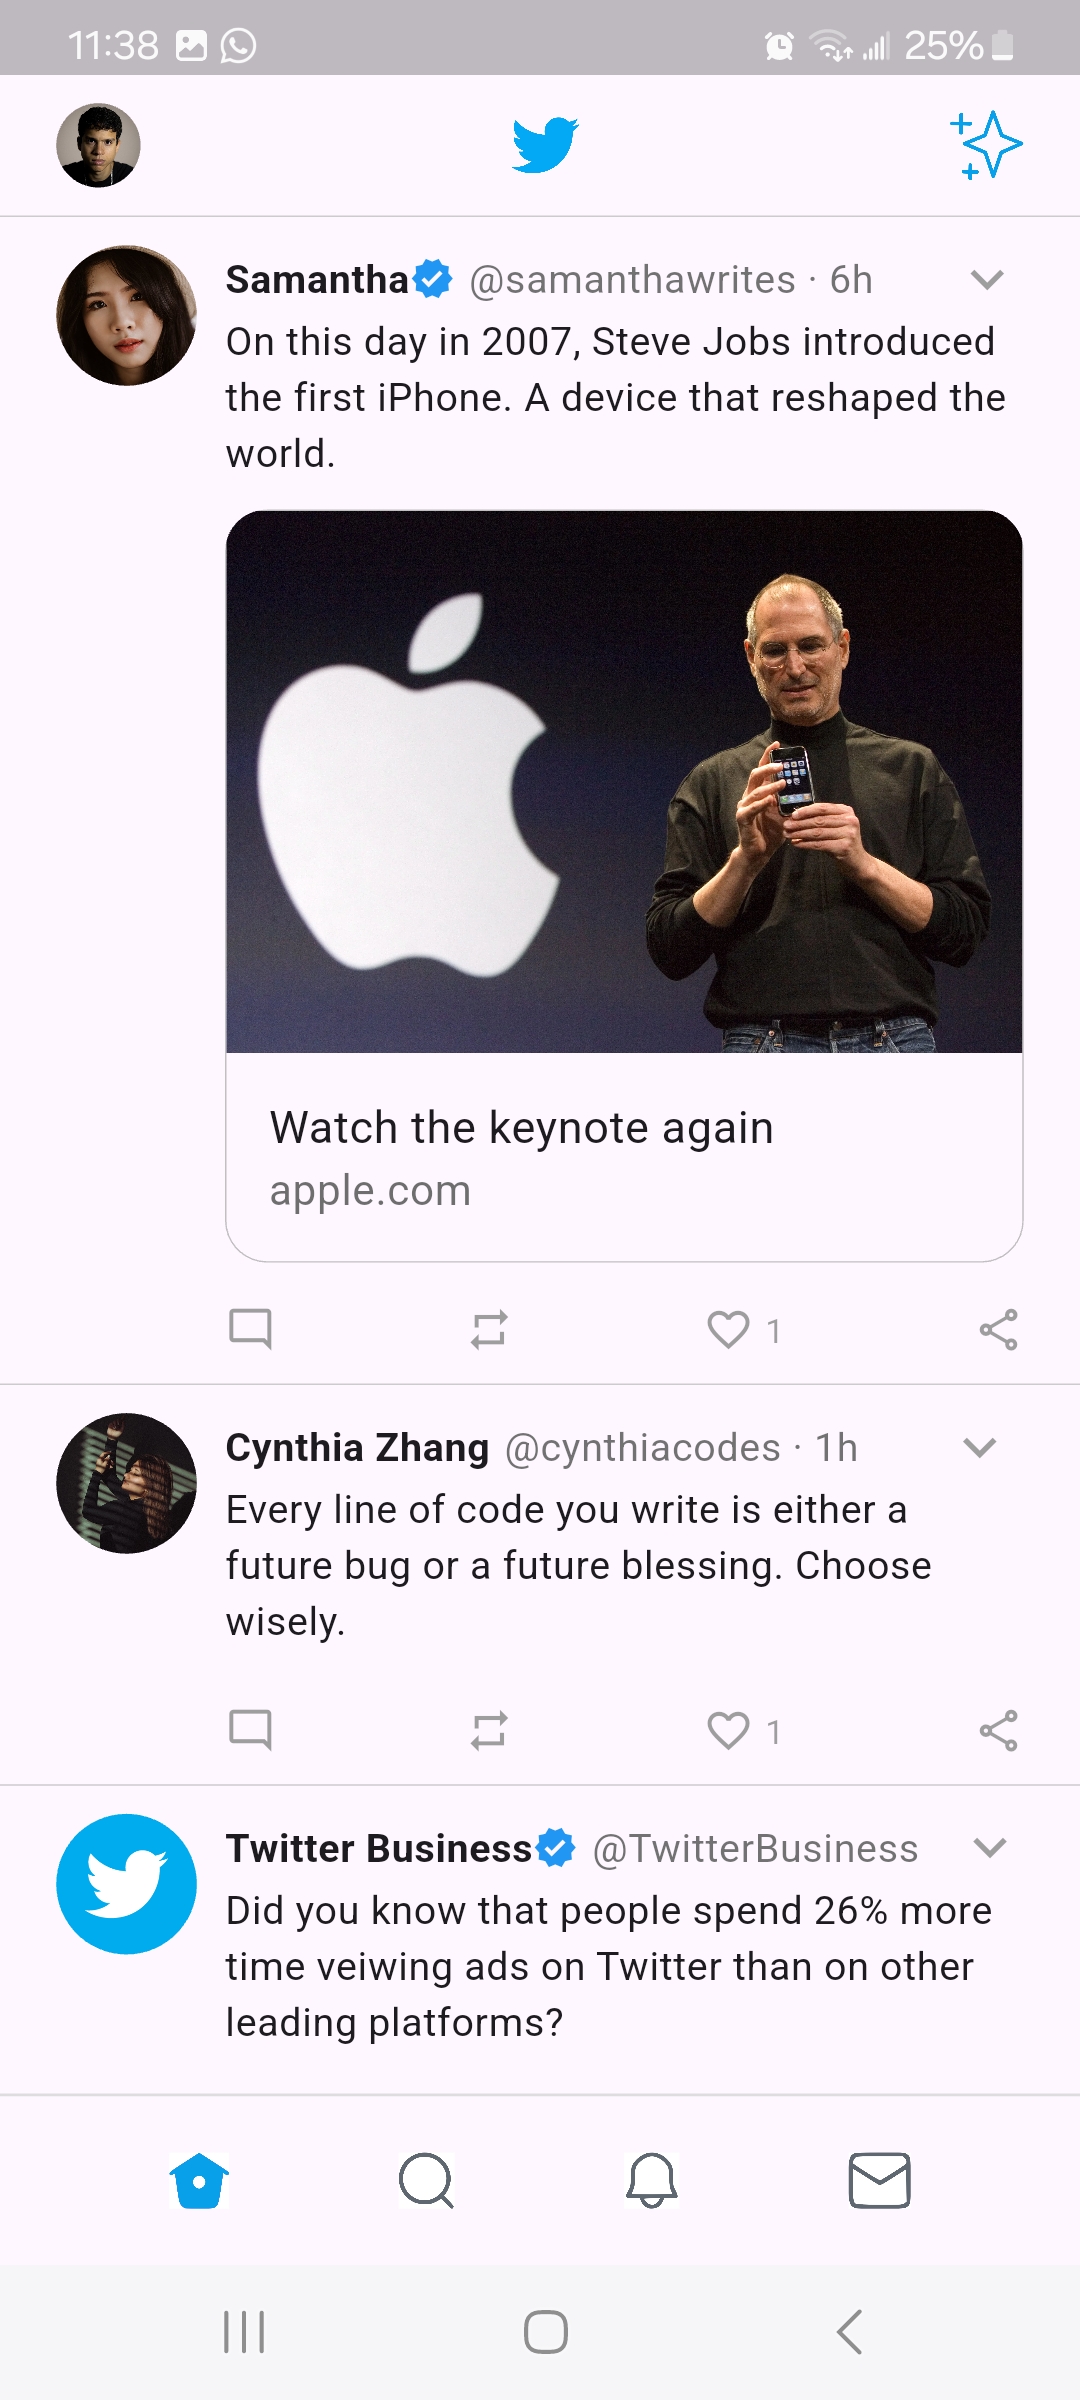 11:38 25%
Samantha @samanthawrites · 6h
On this day in 2007, Steve Jobs introduced
the first iPhone. A device that reshaped the
world.
Watch the keynote again
apple.com
1
Cynthia Zhang @cynthiacodes · 1h
Every line of code you write is either a
future bug or a future blessing. Choose
wisely.
1
Twitter Business @TwitterBusiness
Did you know that people spend 26% more
time veiwing ads on Twitter than on other
leading platforms?